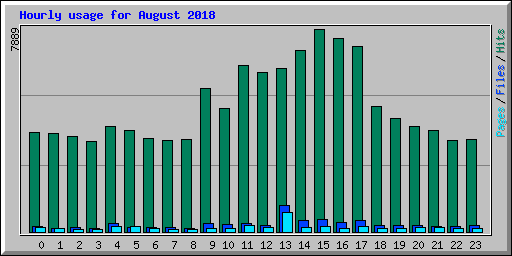 Hourly usage for August 2018
7889
Pages / Files / Hits
0 1 2 3 4 5 6 7 8 9 10 11 12 13 14 15 16 17 18 19 20 21 22 23